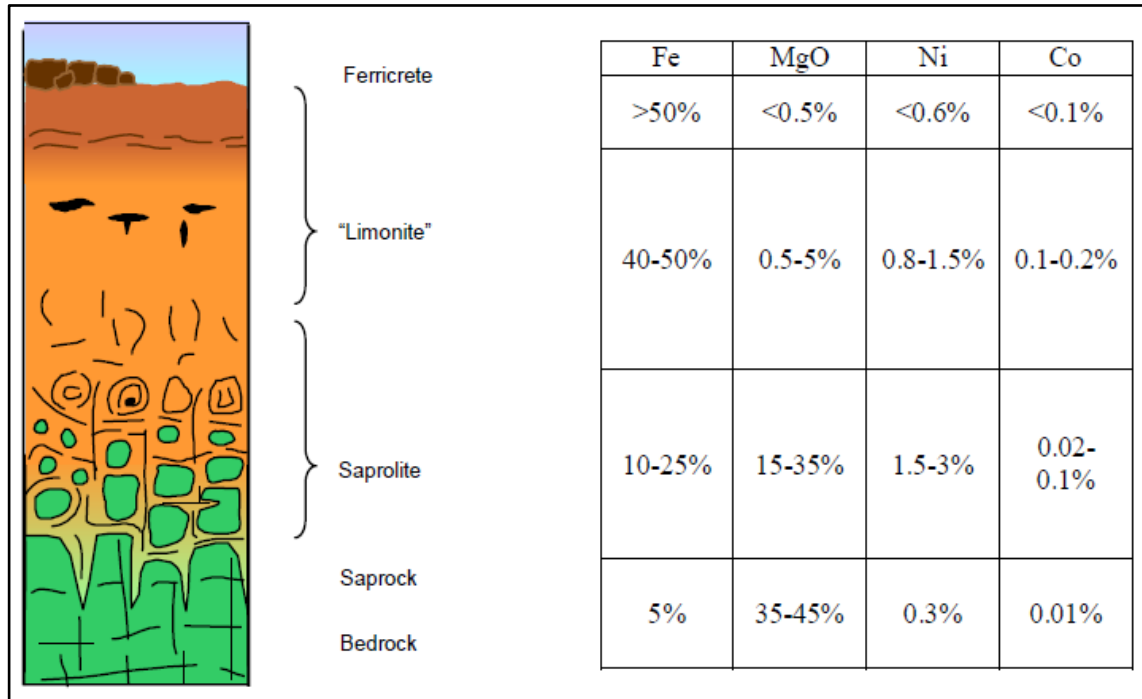 Ferricrete
“Limonite”
Saprolite
Saprock
Bedrock
Fe MgO Ni Co
>50% <0.5% <0.6% <0.1%
40-50% 0.5-5% 0.8-1.5% 0.1-0.2%
10-25% 15-35% 1.5-3% 0.02-
0.1%
5% 35-45% 0.3% 0.01%